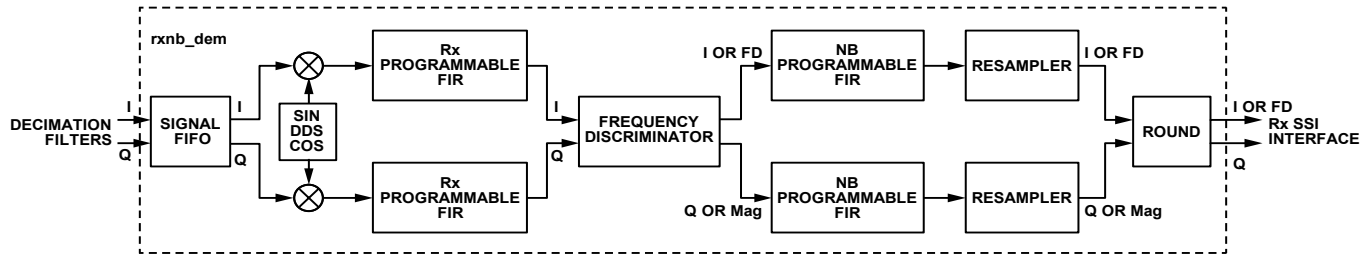 rxnb_dem
DECIMATION
FILTERS
I
Q
SIGNAL
FIFO
I
Q
SIN
DDS
COS
Rx
PROGRAMMABLE
FIR
Rx
PROGRAMMABLE
FIR
I
Q
FREQUENCY
DISCRIMINATOR
I OR FD
Q OR Mag
NB
PROGRAMMABLE
FIR
NB
PROGRAMMABLE
FIR
RESAMPLER
RESAMPLER
I OR FD
Q OR Mag
ROUND
I OR FD
Rx SSI
INTERFACE
Q